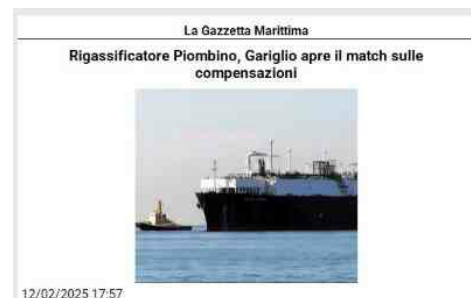 La Gazzetta Marittima
Rigassificatore Piombino, Gariglio apre il match sulle
compensazioni
12/02/2025 17:57